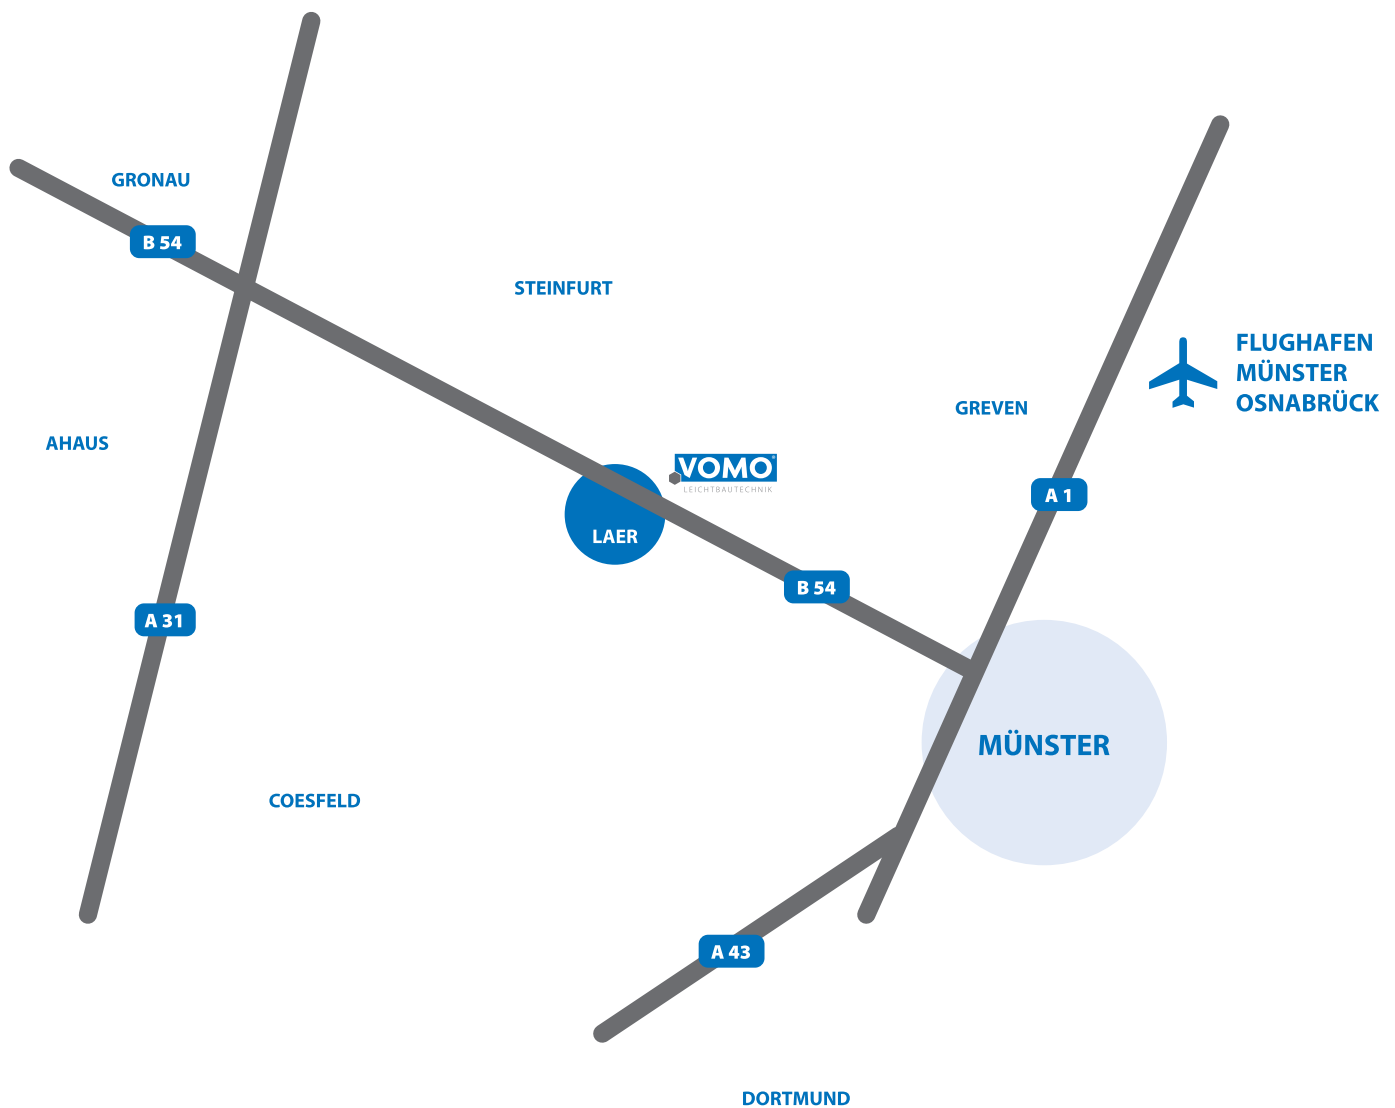 GRONAU
B 54
STEINFURT
FLUGHAFEN
MÜNSTER
OSNABRÜCK
GREVEN
AHAUS
VOMO®
LEICHTBAUTECHNIK
A 1
LAER
B 54
A 31
MÜNSTER
COESFELD
A 43
DORTMUND